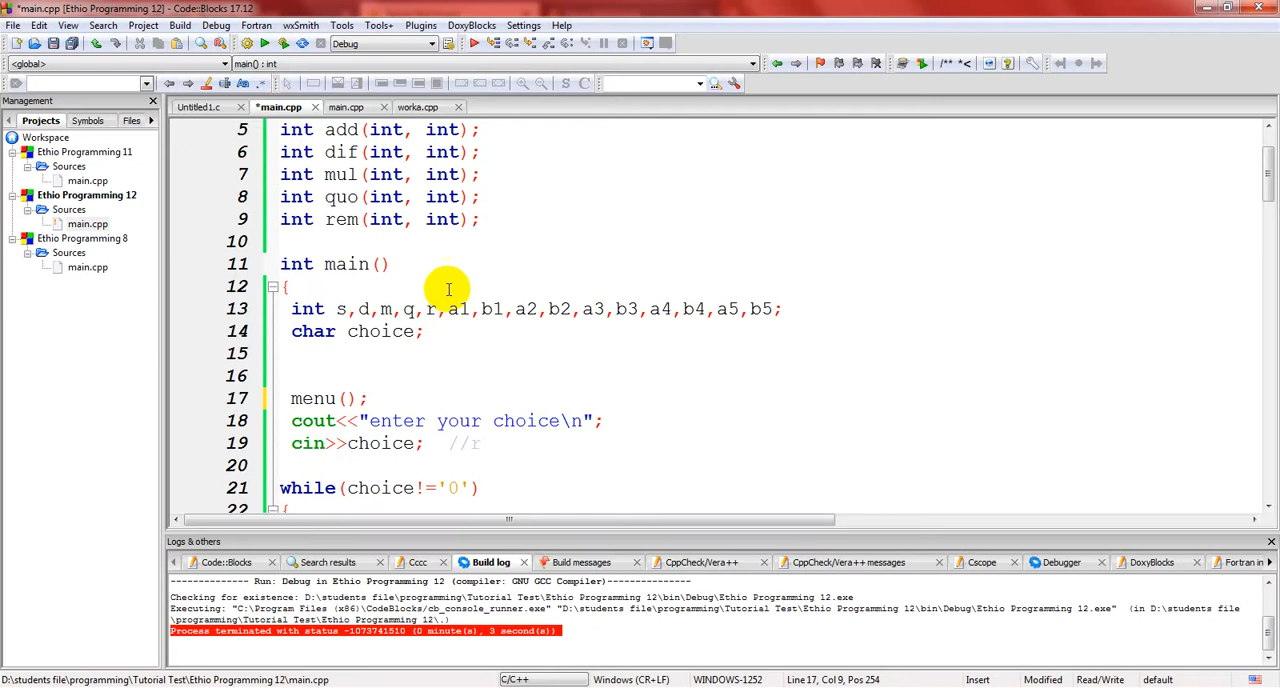 *main.cpp [Ethio Programming 12] - Code::Blocks 17.12
File Edit View Search Project Build Debug Fortran wxSmith Tools Tools+ Plugins DoxyBlocks Settings Help
Debug
<global> main() : int
/** *<
Aa .* S C
Management
Untitled1.c *main.cpp main.cpp worka.cpp
Projects Symbols Files
Workspace
Ethio Programming 11
Sources
main.cpp
Ethio Programming 12
Sources
main.cpp
Ethio Programming 8
Sources
main.cpp
5 int add(int, int);
6 int dif(int, int);
7 int mul(int, int);
8 int quo(int, int);
9 int rem(int, int);
10
11 int main()
12 {
13 int s,d,m,q,r,a1,b1,a2,b2,a3,b3,a4,b4,a5,b5;
14 char choice;
15
16
17 menu();
18 cout<<"enter your choice\n";
19 cin>>choice; //r
20
21 while(choice!='0')
22 {
Logs & others
Code::Blocks Search results Cccc Build log Build messages CppCheck/Vera++ CppCheck/Vera++ messages Cscope Debugger DoxyBlocks Fortran in
-------------- Run: Debug in Ethio Programming 12 (compiler: GNU GCC Compiler)---------------
Checking for existence: D:\students file\programming\Tutorial Test\Ethio Programming 12\bin\Debug\Ethio Programming 12.exe
Executing: "C:\Program Files (x86)\CodeBlocks/cb_console_runner.exe" "D:\students file\programming\Tutorial Test\Ethio Programming 12\bin\Debug\Ethio Programming 12.exe" (in D:\students file
\programming\Tutorial Test\Ethio Programming 12\.)
Process terminated with status -1073741510 (0 minute(s), 3 second(s))
D:\students file\programming\Tutorial Test\Ethio Programming 12\main.cpp C/C++ Windows (CR+LF) WINDOWS-1252 Line 17, Col 9, Pos 254 Insert Modified Read/Write default